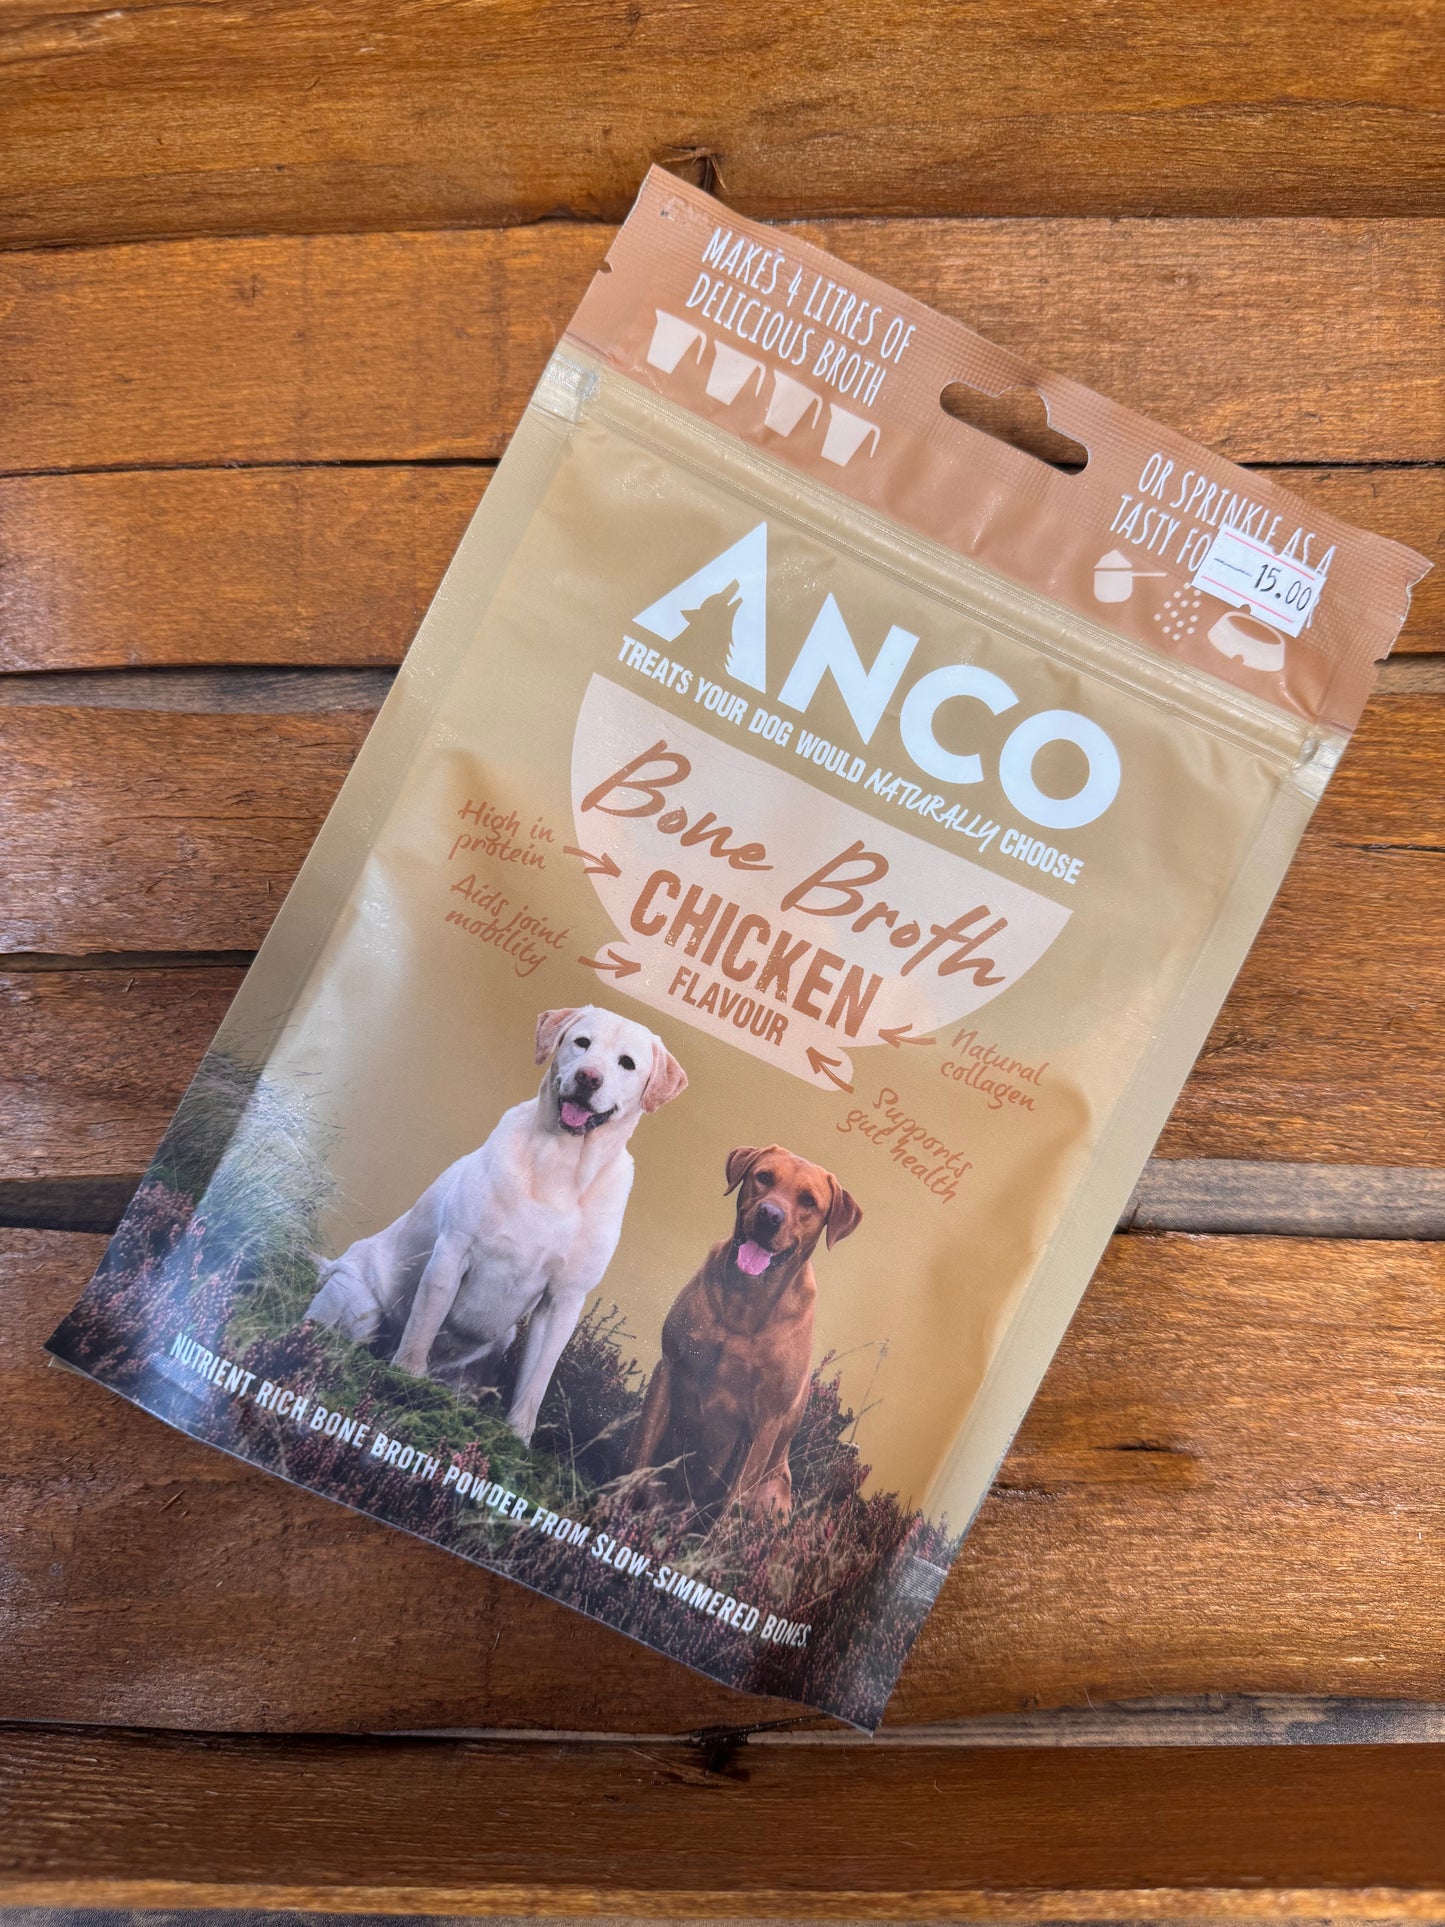 MAKES 4 LITRES OF
DELICIOUS BROTH
OR SPRINKLE AS A
TASTY
15.00
ANCO
TREATS YOUR DOG WOULD NATURALLY CHOOSE
Bone Broth
CHICKEN
FLAVOUR
High in
protein
Aids joint
mobility
Natural
collagen
Supports
gut health
NUTRIENT RICH BONE BROTH POWDER FROM SLOW-SIMMERED BONES.